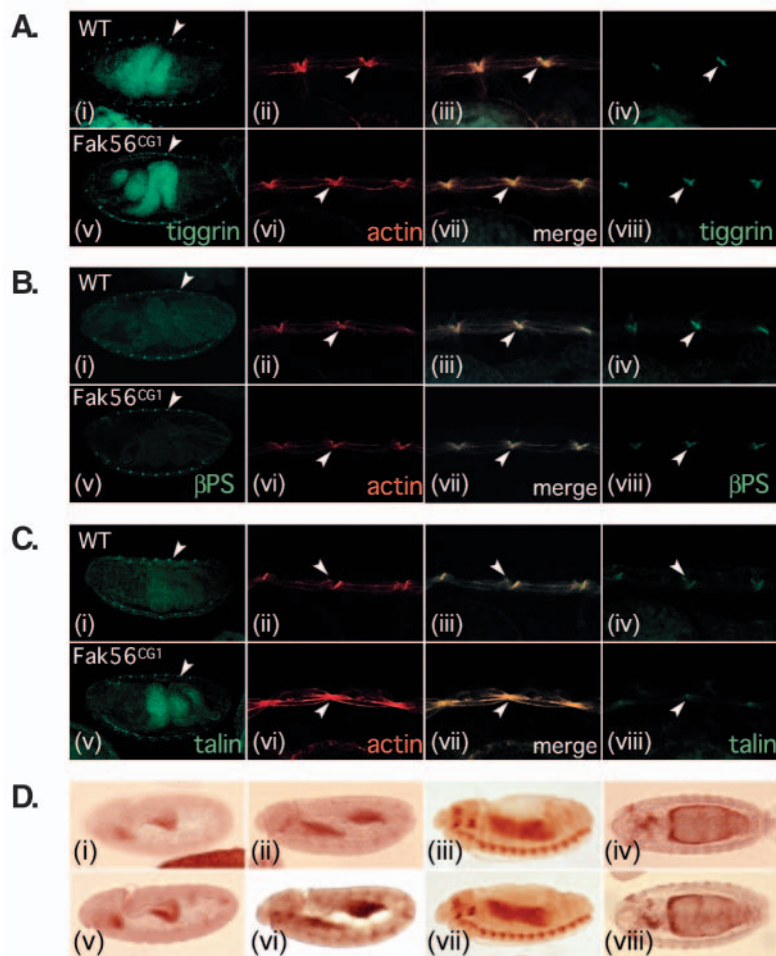 A.
WT
(i) (ii) (iii) (iv)
Fak56CG1
(v) tiggrin (vi) actin (vii) merge (viii) tiggrin
B.
WT
(i) (ii) (iii) (iv)
Fak56CG1
(v) βPS (vi) actin (vii) merge (viii) βPS
C.
WT
(i) (ii) (iii) (iv)
Fak56CG1
(v) talin (vi) actin (vii) merge (viii) talin
D.
(i) (ii) (iii) (iv)
(v) (vi) (vii) (viii)